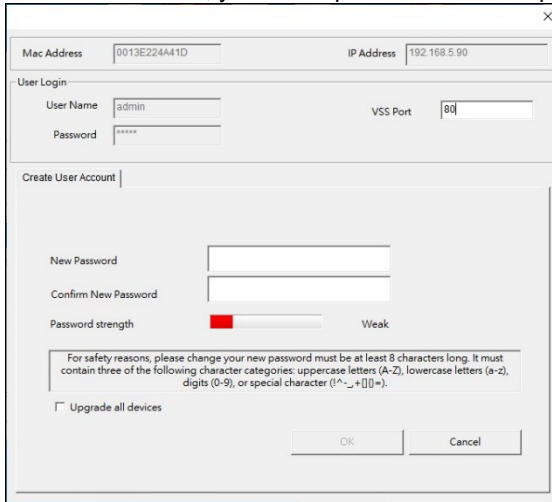 Mac Address 0013E224A41D IP Address 192.168.5.90
User Login
User Name admin VSS Port 80
Password *****
Create User Account
New Password
Confirm New Password
Password strength Weak
For safety reasons, please change your new password must be at least 8 characters long. It must
contain three of the following character categories: uppercase letters (A-Z), lowercase letters (a-z),
digits (0-9), or special character (!^-_,+[]{}=).
Upgrade all devices
OK Cancel